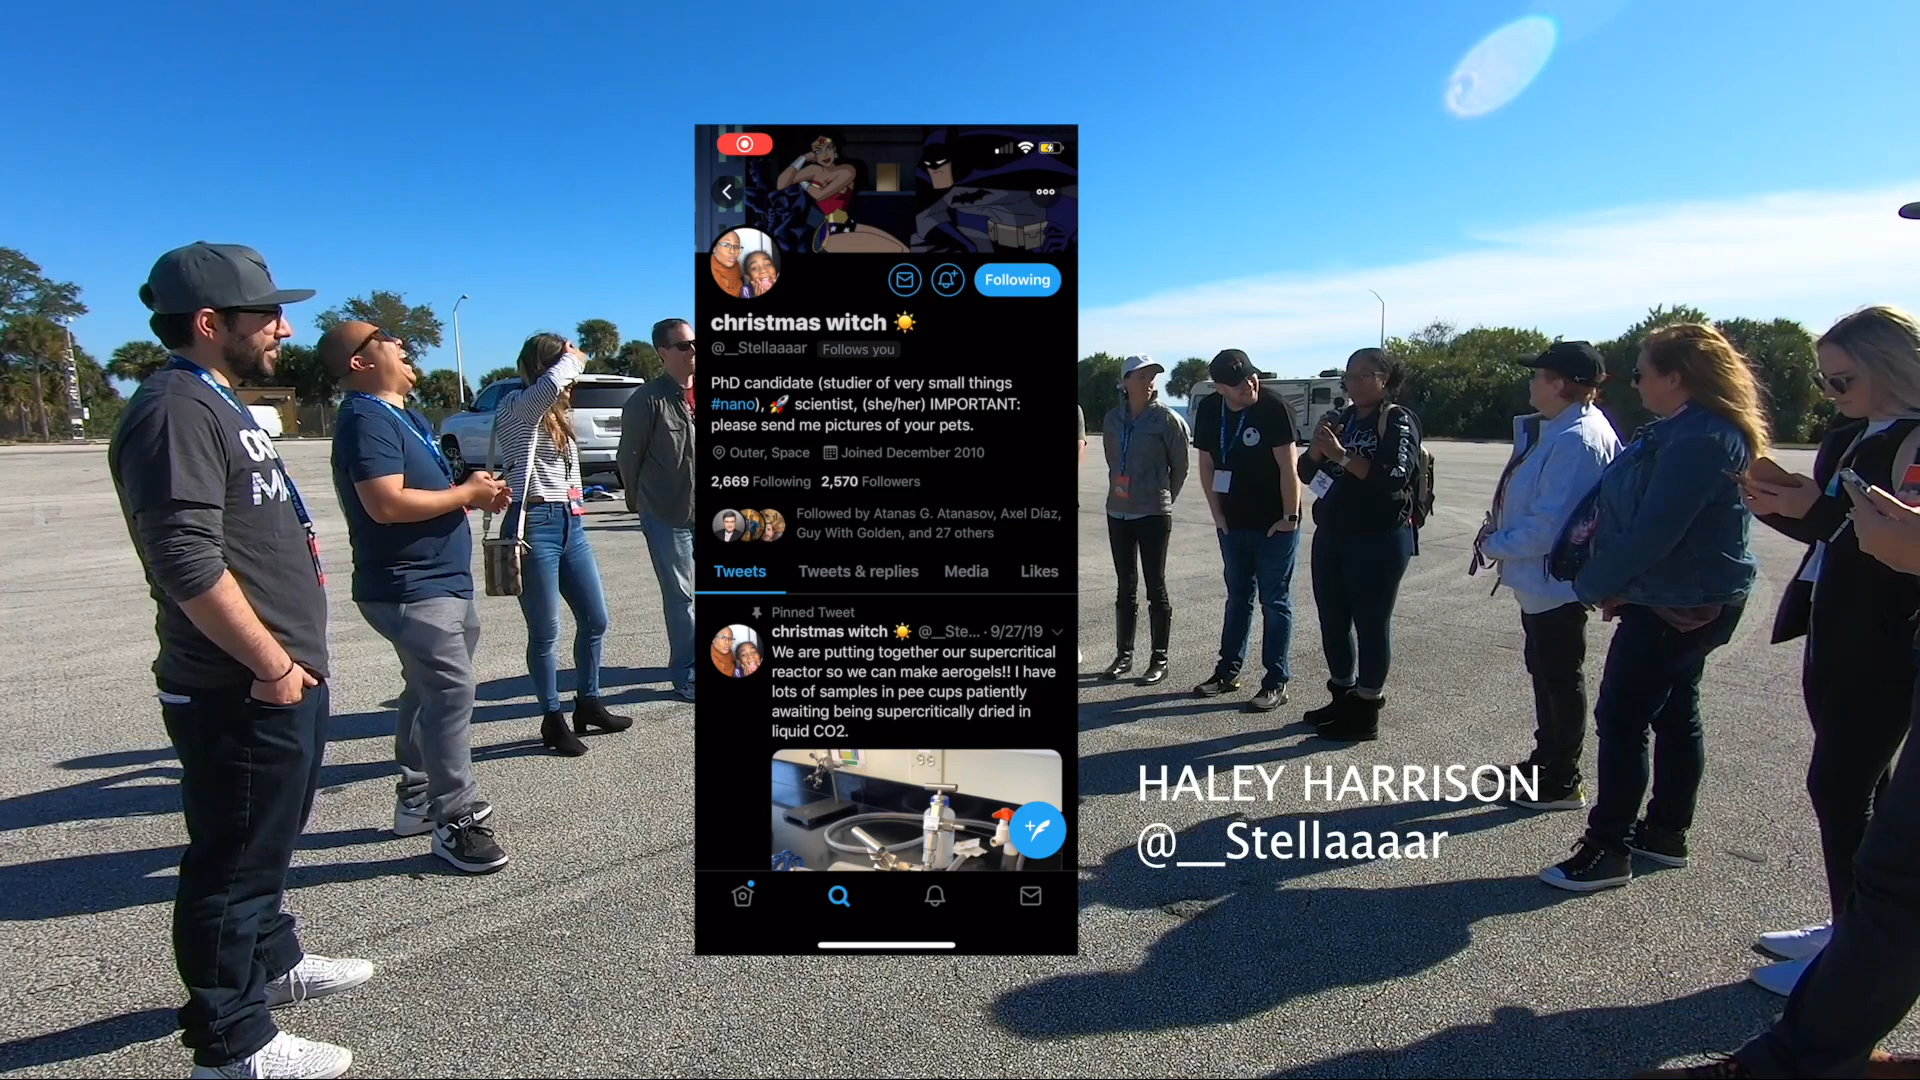 Following
christmas witch ☀️
@__Stellaaaar Follows you
PhD candidate (studier of very small things
#nano), 🚀 scientist, (she/her) IMPORTANT:
please send me pictures of your pets.
Outer, Space Joined December 2010
2,669 Following 2,570 Followers
Followed by Atanas G. Atanasov, Axel Díaz,
Guy With Golden, and 27 others
Tweets Tweets & replies Media Likes
Pinned Tweet
christmas witch ☀️ @__Ste... · 9/27/19
We are putting together our supercritical
reactor so we can make aerogels!! I have
lots of samples in pee cups patiently
awaiting being supercritically dried in
liquid CO2.
HALEY HARRISON
@__Stellaaaar